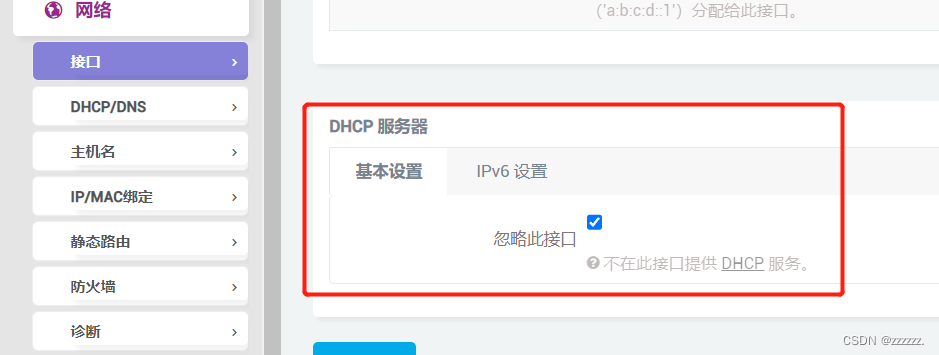 网络
接口
DHCP/DNS
主机名
IP/MAC绑定
静态路由
防火墙
诊断
('a:b:c:d::1'）分配给此接口。
DHCP 服务器
基本设置
IPv6 设置
忽略此接口
不在此接口提供 DHCP 服务。
CSDN @zzzzzz.